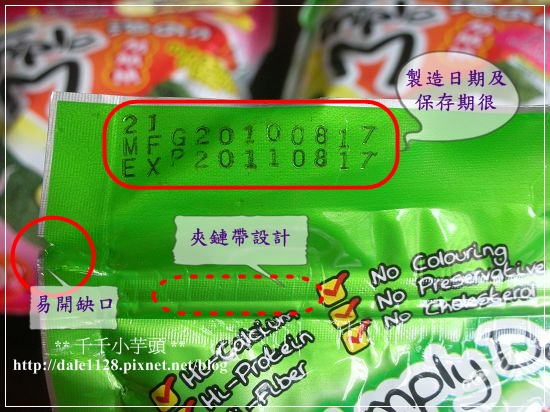 製造日期及
保存期很
21
MFG20100817
EXP20110817
夾鏈帶設計
易開缺口
No Colouring
No Preservative
No Cholesterol
Hi-Calcium
Hi-Protein
Hi-Fiber
** 千千小芋頭 **
http://dale1128.pixnet.net/blog